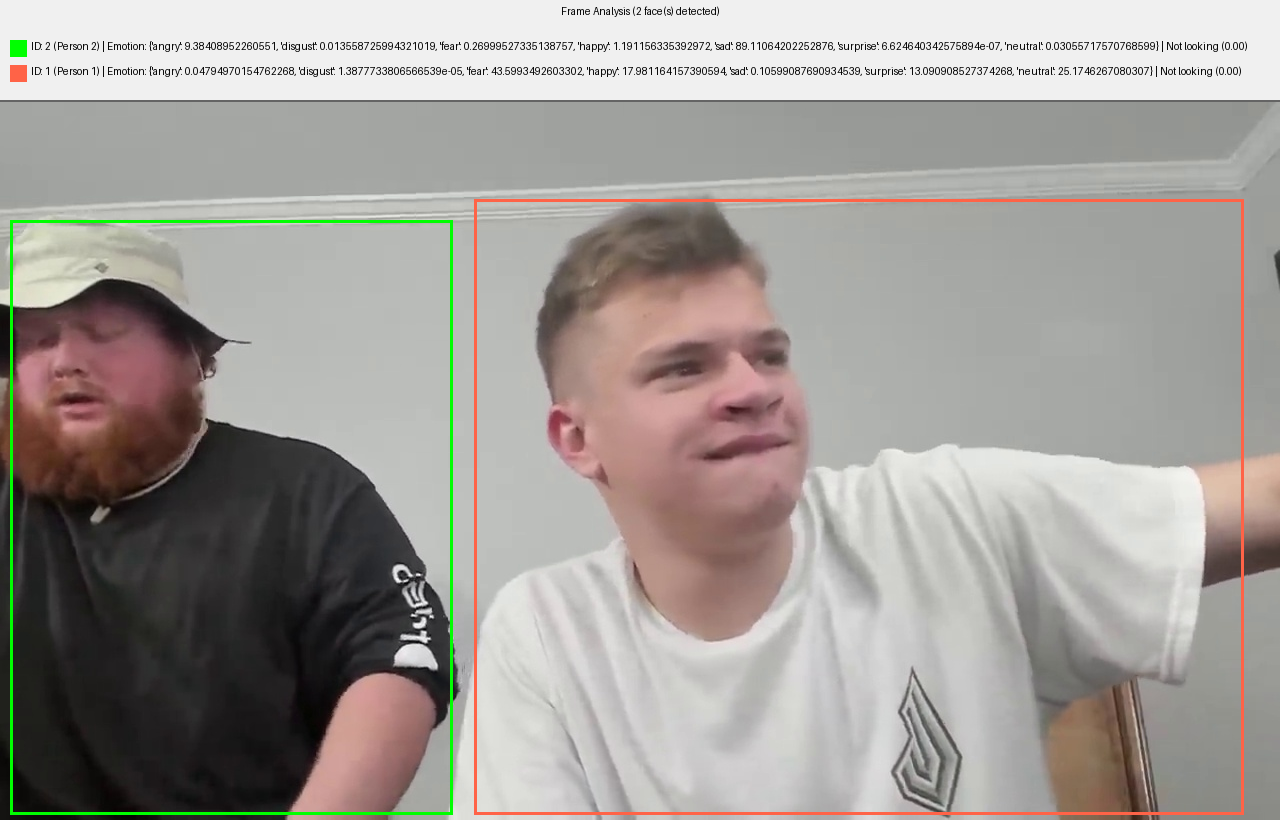 Frame Analysis (2 face(s) detected)
ID: 2 (Person 2) | Emotion: {'angry': 9.38408952260551, 'disgust': 0.013558725994321019, 'fear': 0.26999527335138757, 'happy': 1.191156335392972, 'sad': 89.11064202252876, 'surprise': 6.624640342575894e-07, 'neutral': 0.03055717570768599} | Not looking (0.00)
ID: 1 (Person 1) | Emotion: {'angry': 0.04794970154762268, 'disgust': 1.3877733806566539e-05, 'fear': 43.5993492603302, 'happy': 17.981164157390594, 'sad': 0.10599087690934539, 'surprise': 13.090908527374268, 'neutral': 25.1746267080307} | Not looking (0.00)